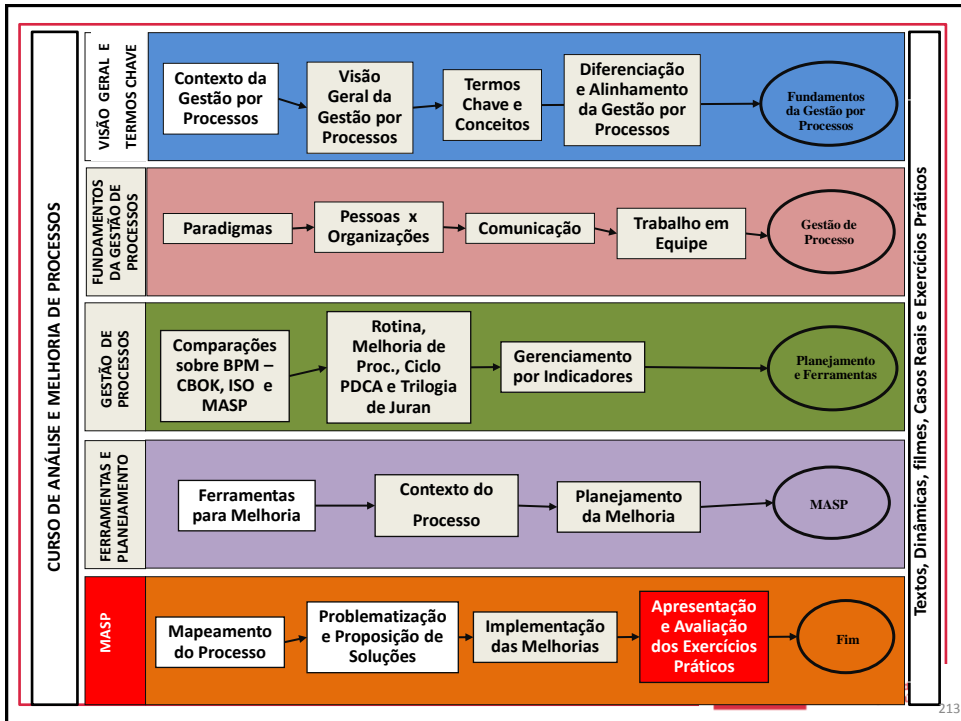 CURSO DE ANÁLISE E MELHORIA DE PROCESSOS
VISÃO GERAL E
TERMOS CHAVE
Contexto da
Gestão por
Processos
Visão
Geral da
Gestão por
Processos
Termos
Chave e
Conceitos
Diferenciação
e Alinhamento
da Gestão por
Processos
Fundamentos
da Gestão por
Processos
FUNDAMENTOS
DA GESTÃO DE
PROCESSOS
Paradigmas
Pessoas x
Organizações
Comunicação
Trabalho em
Equipe
Gestão de
Processo
GESTÃO DE
PROCESSOS
Comparações
sobre BPM –
CBOK, ISO e
MASP
Rotina,
Melhoria de
Proc., Ciclo
PDCA e Trilogia
de Juran
Gerenciamento
por Indicadores
Planejamento
e Ferramentas
FERRAMENTAS E
PLANEJAMENTO
Ferramentas
para Melhoria
Contexto do
Processo
Planejamento
da Melhoria
MASP
MASP
Mapeamento
do Processo
Problematização
e Proposição de
Soluções
Implementação
das Melhorias
Apresentação
e Avaliação
dos Exercícios
Práticos
Fim
Textos, Dinâmicas, filmes, Casos Reais e Exercícios Práticos
213